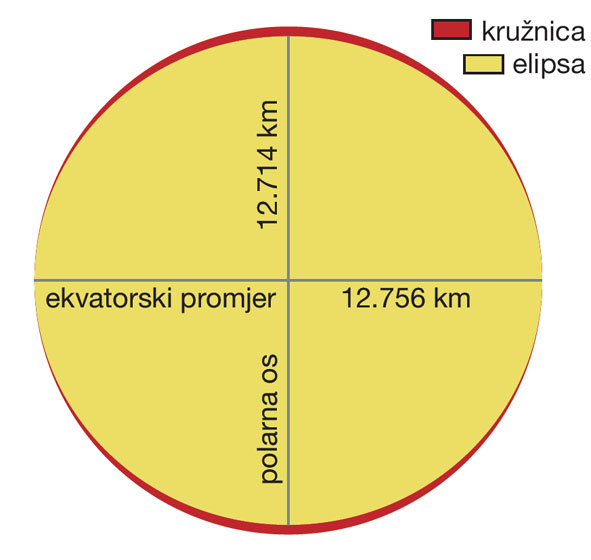 kružnica
elipsa
12.714 km
ekvatorski promjer
12.756 km
polarna os